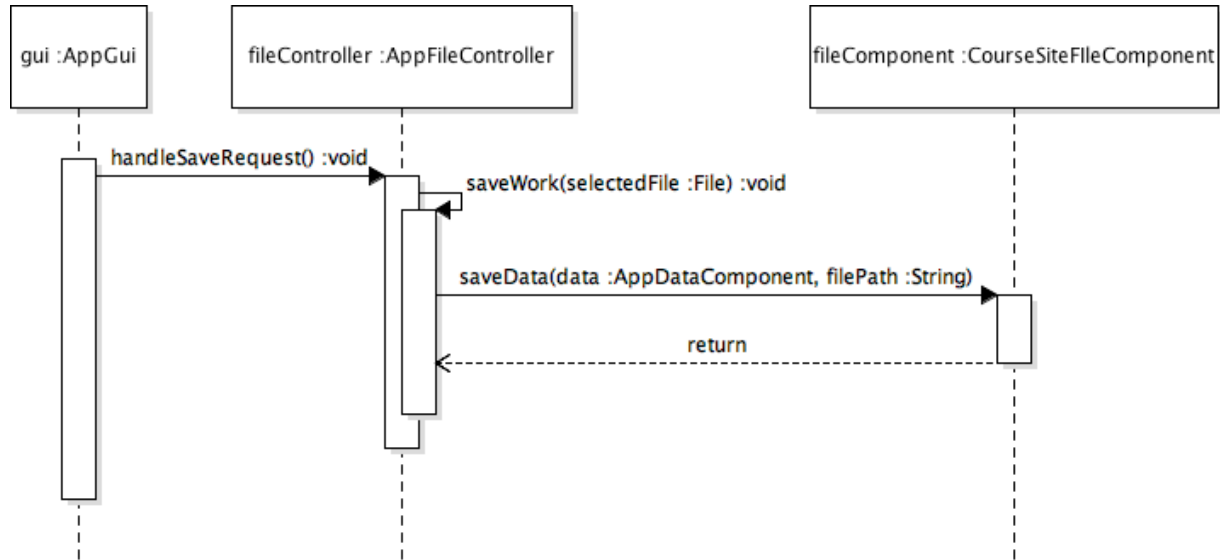 gui :AppGui
fileController :AppFileController
fileComponent :CourseSiteFIleComponent
handleSaveRequest() :void
saveWork(selectedFile :File) :void
saveData(data :AppDataComponent, filePath :String)
return